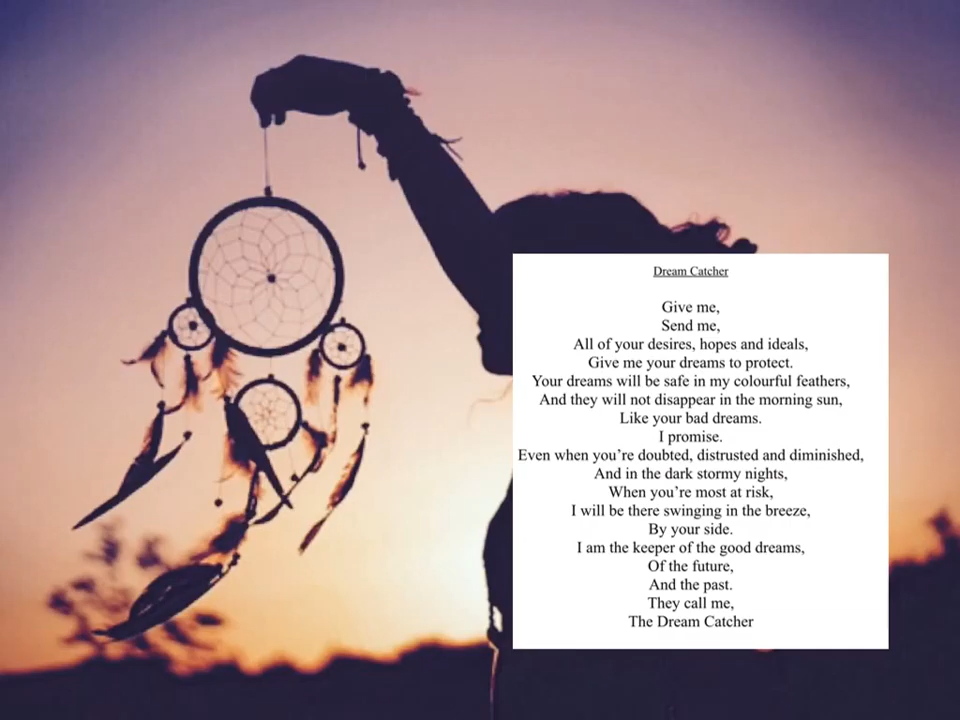 Dream Catcher
Give me,
Send me,
All of your desires, hopes and ideals,
Give me your dreams to protect.
Your dreams will be safe in my colourful feathers,
And they will not disappear in the morning sun,
Like your bad dreams.
I promise.
Even when you’re doubted, distrusted and diminished,
And in the dark stormy nights,
When you’re most at risk,
I will be there swinging in the breeze,
By your side.
I am the keeper of the good dreams,
Of the future,
And the past.
They call me,
The Dream Catcher